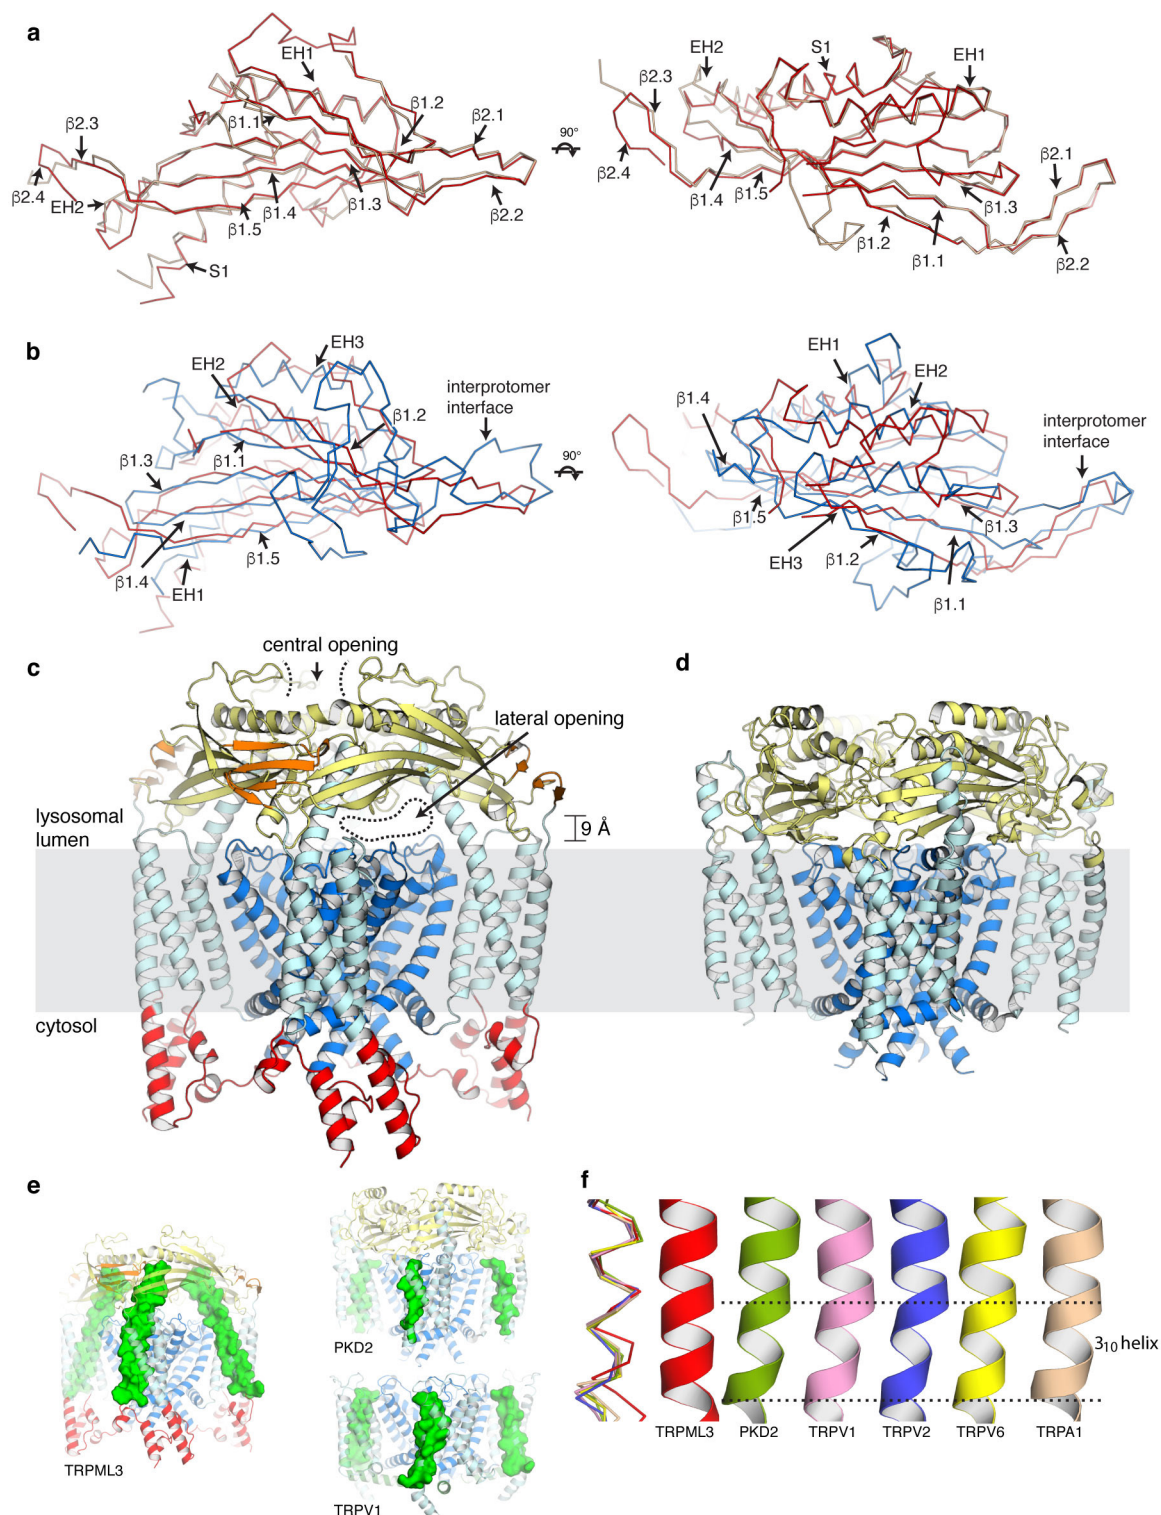 a
EH1
β1.2
β2.1
β1.1
β2.3
β2.4
EH2
β1.5
β1.4
β1.3
β2.2
S1
90°
EH2
S1
EH1
β2.3
β2.4
β1.4
β1.5
β2.1
β1.3
β1.2
β1.1
β2.2
b
EH3
EH2
interprotomer
interface
β1.2
β1.1
β1.3
β1.4
β1.5
EH1
90°
EH1
EH2
β1.4
interprotomer
interface
β1.5
β1.3
EH3
β1.2
β1.1
c
central opening
lateral opening
lysosomal
lumen
9 Å
cytosol
d
e
TRPML3
PKD2
TRPV1
f
3₁₀ helix
TRPML3
PKD2
TRPV1
TRPV2
TRPV6
TRPA1